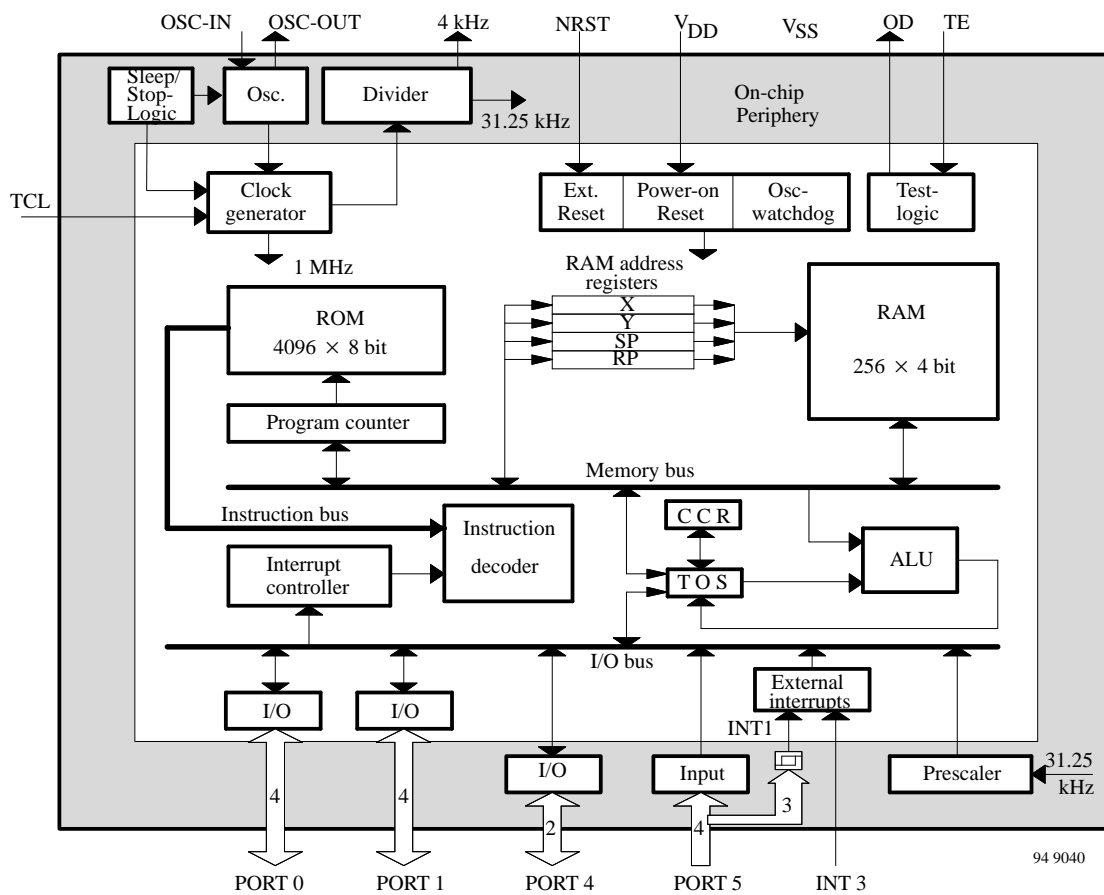 OSC-IN OSC-OUT 4 kHz NRST VDD VSS OD TE
Sleep/
Stop-
Logic
Osc.
Divider
31.25 kHz
On-chip
Periphery
TCL
Clock
generator
1 MHz
Ext.
Reset
Power-on
Reset
Osc-
watchdog
Test-
logic
RAM address
registers
X
Y
SP
RP
ROM
4096 × 8 bit
RAM
256 × 4 bit
Program counter
Memory bus
Instruction bus
Instruction
decoder
C C R
T O S
ALU
Interrupt
controller
I/O bus
I/O
I/O
External
interrupts
INT1
I/O
Input
Prescaler
31.25
kHz
4
4
2
4
3
94 9040
PORT 0 PORT 1 PORT 4 PORT 5 INT 3